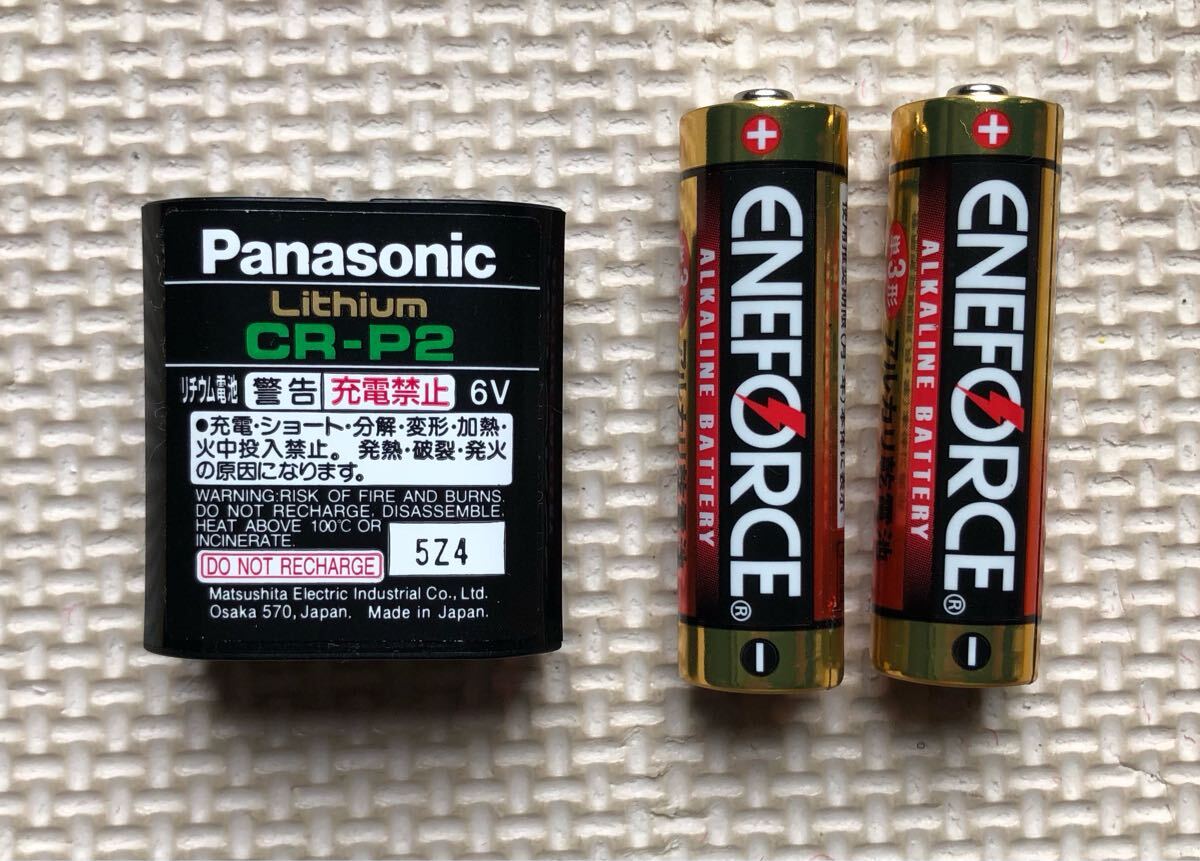 Panasonic
Lithium
CR-P2
リチウム電池 警告 充電禁止 6V
●充電・ショート・分解・変形・加熱・
火中投入禁止。 発熱・破裂・発火
の原因になります。
WARNING:RISK OF FIRE AND BURNS.
DO NOT RECHARGE, DISASSEMBLE,
HEAT ABOVE 100℃ OR
INCINERATE.
5Z4
DO NOT RECHARGE
Matsushita Electric Industrial Co., Ltd.
Osaka 570, Japan. Made in Japan.
+
ENEFORCE®
ALKALINE BATTERY
単3形
−
+
ENEFORCE®
ALKALINE BATTERY
単3形
アルカリ乾電池
−